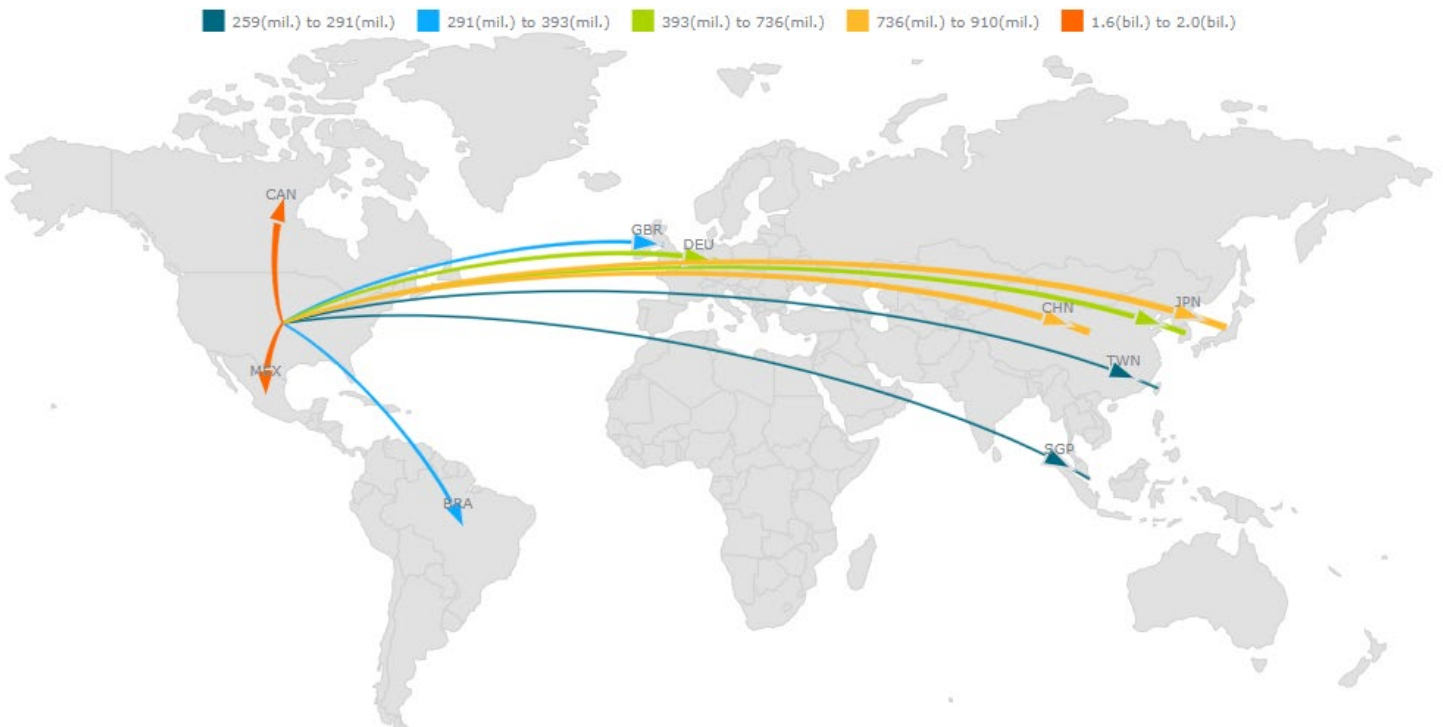 259(mil.) to 291(mil.) 291(mil.) to 393(mil.) 393(mil.) to 736(mil.) 736(mil.) to 910(mil.) 1.6(bil.) to 2.0(bil.)
CAN
GBR
DEU
CHN
JPN
TWN
MEX
SGP
BRA